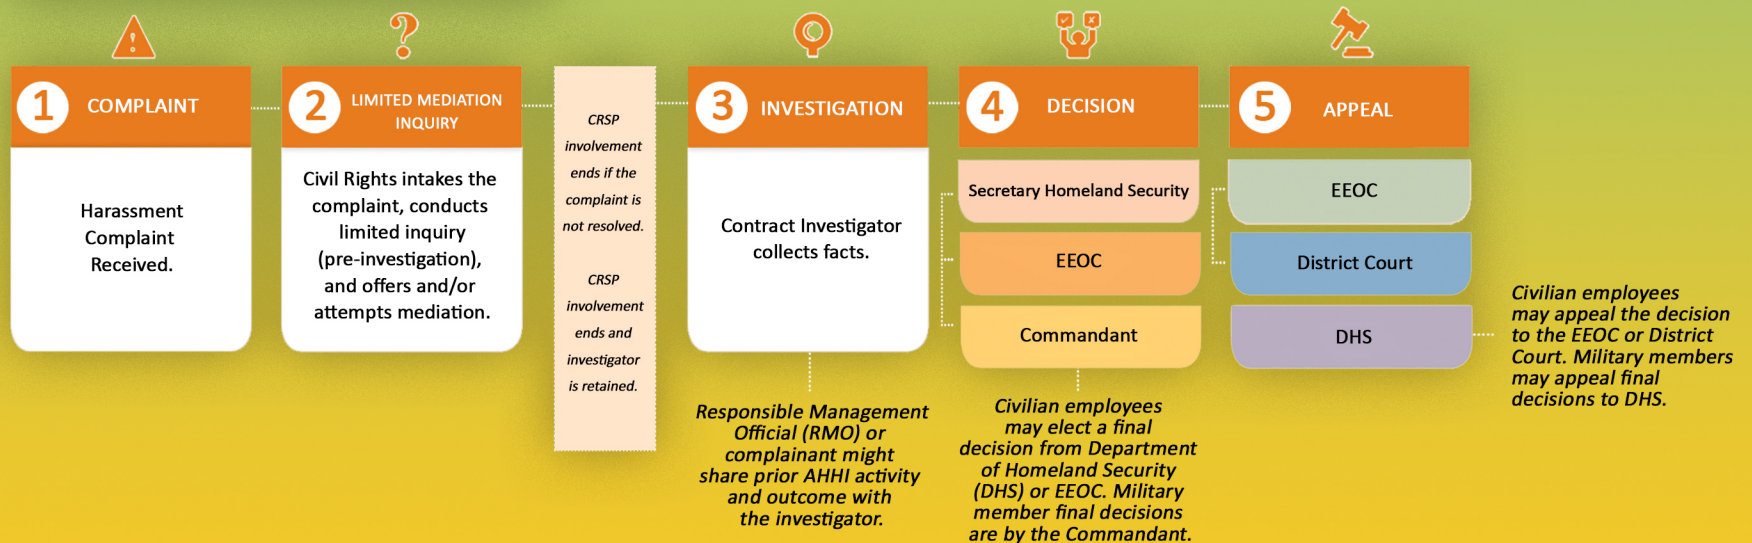 1 COMPLAINT
Harassment
Complaint
Received.
2 LIMITED MEDIATION
INQUIRY
Civil Rights intakes the
complaint, conducts
limited inquiry
(pre-investigation),
and offers and/or
attempts mediation.
CRSP
involvement
ends if the
complaint is
not resolved.
CRSP
involvement
ends and
investigator
is retained.
3 INVESTIGATION
Contract Investigator
collects facts.
Responsible Management
Official (RMO) or
complainant might
share prior AHHI activity
and outcome with
the investigator.
4 DECISION
Secretary Homeland Security
EEOC
Commandant
Civilian employees
may elect a final
decision from Department
of Homeland Security
(DHS) or EEOC. Military
member final decisions
are by the Commandant.
5 APPEAL
EEOC
District Court
DHS
Civilian employees
may appeal the decision
to the EEOC or District
Court. Military members
may appeal final
decisions to DHS.